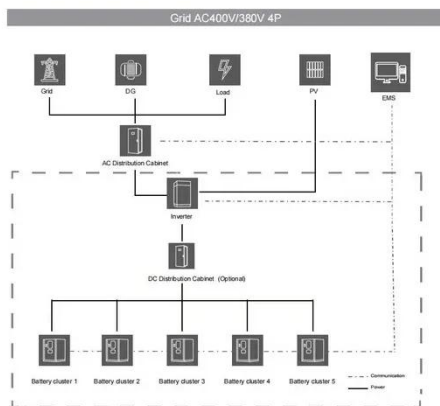 Grid AC400V/380V 4P
Grid
DG
Load
PV
EMS
AC Distribution Cabinet
Inverter
DC Distribution Cabinet (Optional)
Battery cluster 1
Battery cluster 2
Battery cluster 3
Battery cluster 4
Battery cluster 5
Communication
Power